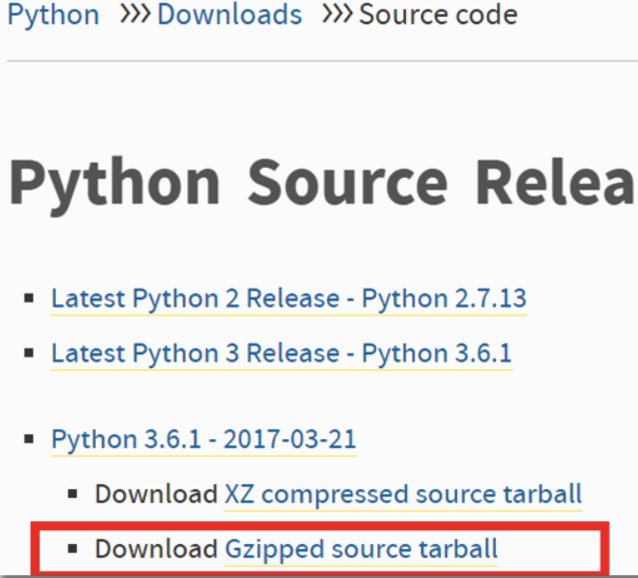 Python >>> Downloads >>> Source code
Python Source Relea
Latest Python 2 Release - Python 2.7.13
Latest Python 3 Release - Python 3.6.1
Python 3.6.1 - 2017-03-21
Download XZ compressed source tarball
Download Gzipped source tarball